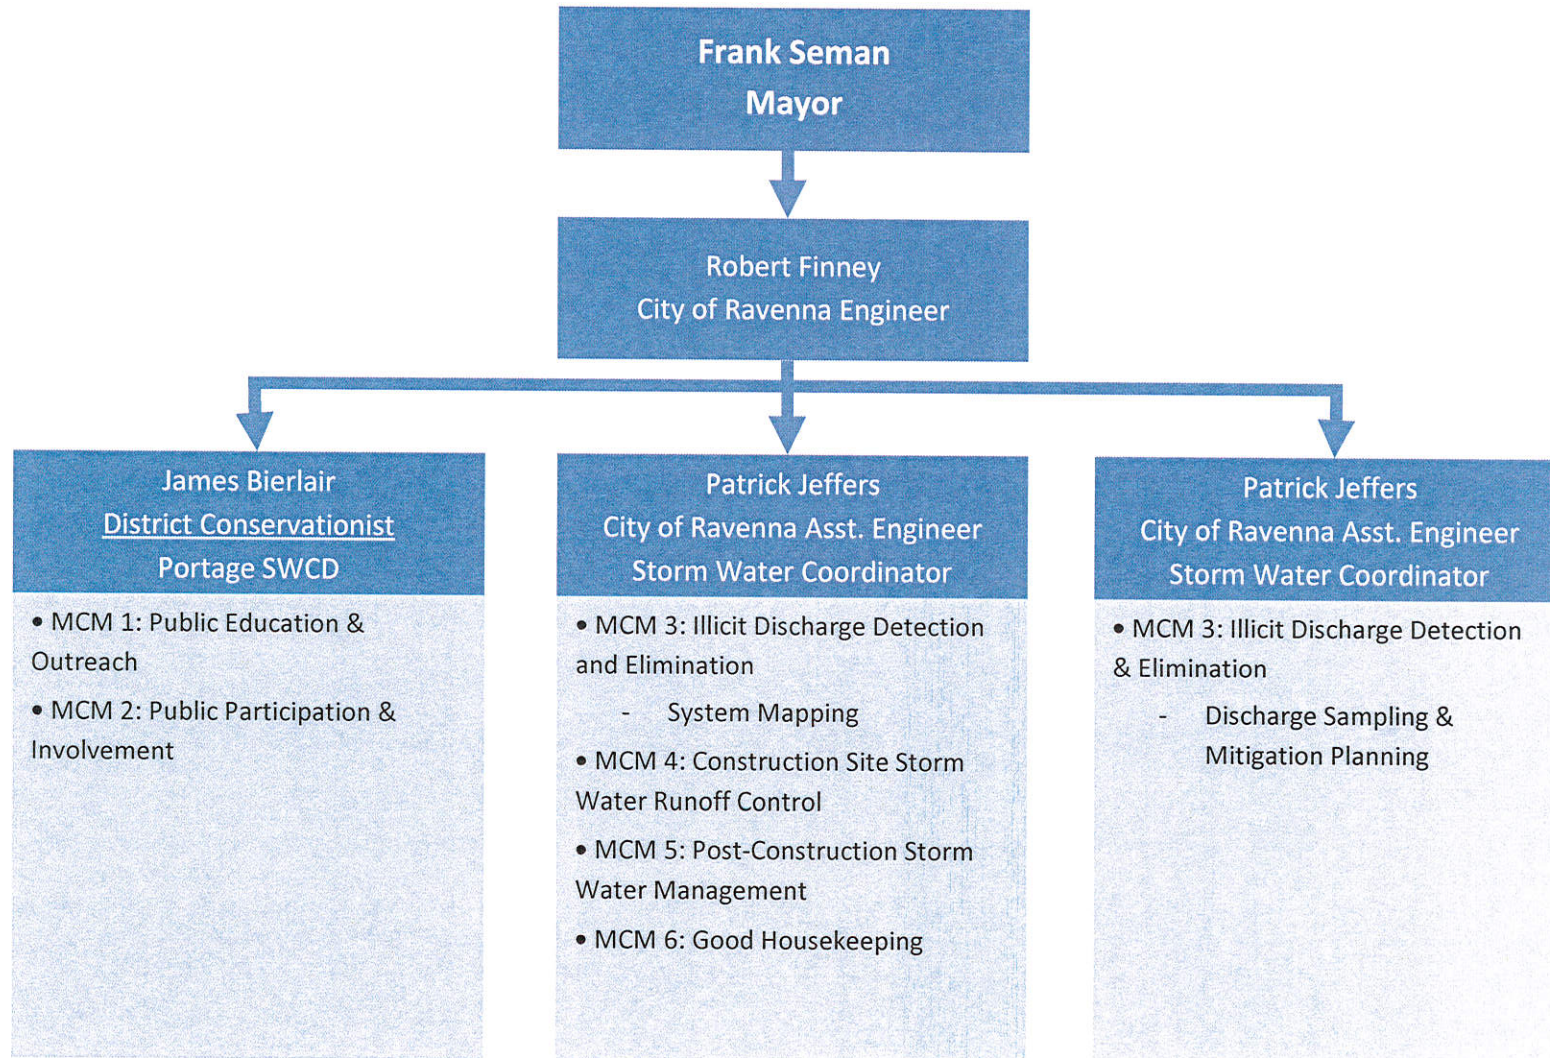 Frank Seman
Mayor
Robert Finney
City of Ravenna Engineer
James Bierlair
District Conservationist
Portage SWCD
• MCM 1: Public Education &
Outreach
• MCM 2: Public Participation &
Involvement
Patrick Jeffers
City of Ravenna Asst. Engineer
Storm Water Coordinator
• MCM 3: Illicit Discharge Detection
and Elimination
- System Mapping
• MCM 4: Construction Site Storm
Water Runoff Control
• MCM 5: Post-Construction Storm
Water Management
• MCM 6: Good Housekeeping
Patrick Jeffers
City of Ravenna Asst. Engineer
Storm Water Coordinator
• MCM 3: Illicit Discharge Detection
& Elimination
- Discharge Sampling &
Mitigation Planning